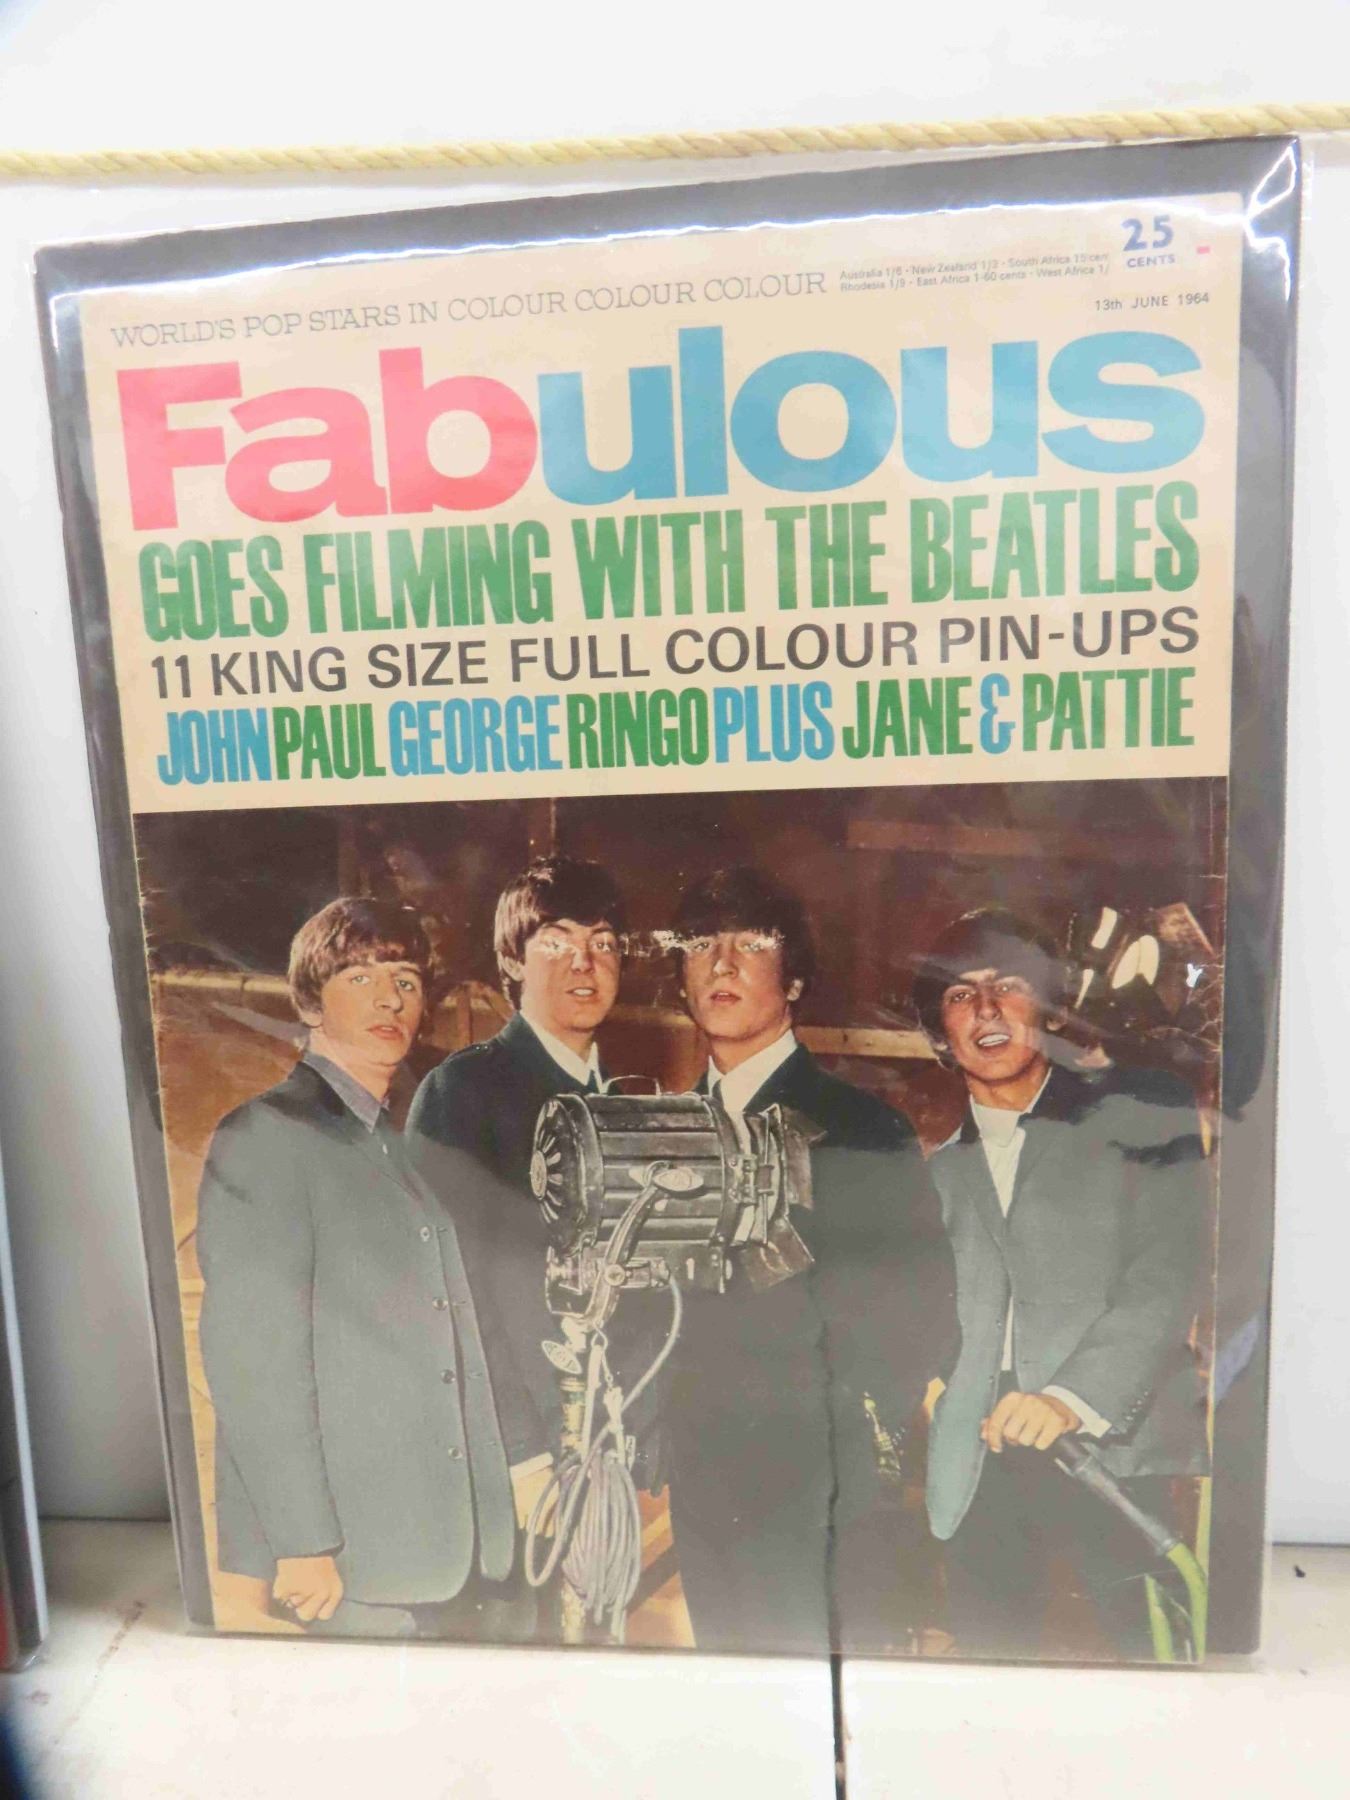 25
CENTS
WORLD'S POP STARS IN COLOUR COLOUR COLOUR
Australia 1/6 • New Zealand 1/3 • South Africa 15 cen
Rhodesia 1/9 • East Africa 1·60 cents • West Africa 1/
13th JUNE 1964
Fabulous
GOES FILMING WITH THE BEATLES
11 KING SIZE FULL COLOUR PIN-UPS
JOHN PAUL GEORGE RINGO PLUS JANE & PATTIE